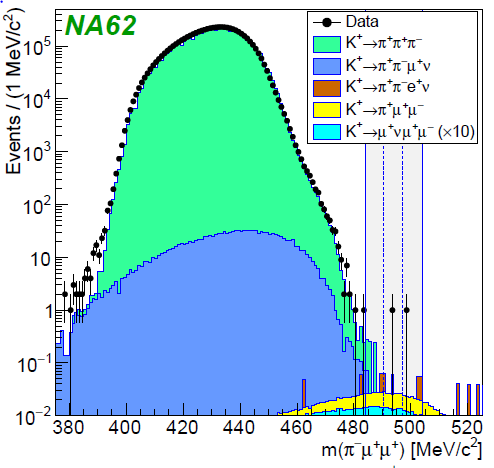 NA62
Data
K⁺→π⁺π⁺π⁻
K⁺→π⁺π⁻μ⁺ν
K⁺→π⁺π⁻e⁺ν
K⁺→π⁺μ⁺μ⁻
K⁺→μ⁺νμ⁺μ⁻ (×10)
Events / (1 MeV/c²)
10⁵
10⁴
10³
10²
10
1
10⁻¹
10⁻²
380 400 420 440 460 480 500 520
m(π⁻μ⁺μ⁺) [MeV/c²]